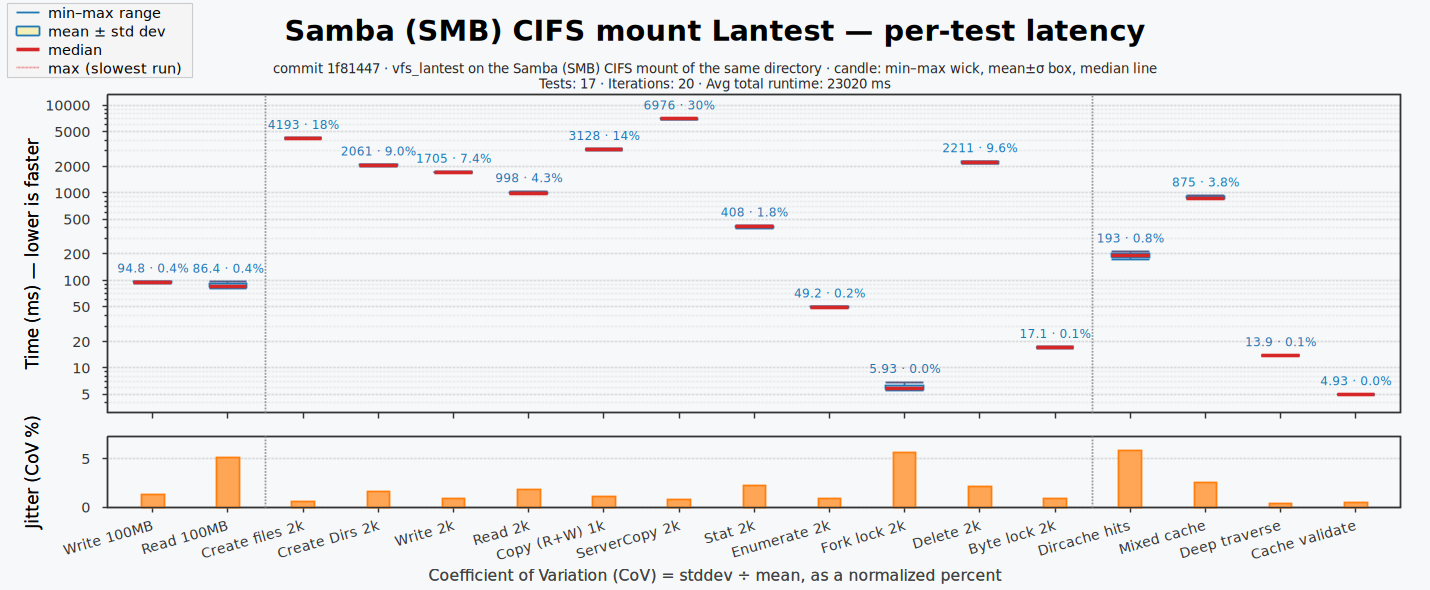 min–max range
mean ± std dev
median
max (slowest run)
Samba (SMB) CIFS mount Lantest — per-test latency
commit 1f81447 · vfs_lantest on the Samba (SMB) CIFS mount of the same directory · candle: min–max wick, mean±σ box, median line
Tests: 17 · Iterations: 20 · Avg total runtime: 23020 ms
Time (ms) — lower is faster
10000
5000
2000
1000
500
200
100
50
20
10
5
94.8 · 0.4%
86.4 · 0.4%
4193 · 18%
2061 · 9.0%
1705 · 7.4%
998 · 4.3%
3128 · 14%
6976 · 30%
408 · 1.8%
49.2 · 0.2%
5.93 · 0.0%
2211 · 9.6%
17.1 · 0.1%
193 · 0.8%
875 · 3.8%
13.9 · 0.1%
4.93 · 0.0%
Jitter (CoV %)
5
0
Write 100MB
Read 100MB
Create files 2k
Create Dirs 2k
Write 2k
Read 2k
Copy (R+W) 1k
ServerCopy 2k
Stat 2k
Enumerate 2k
Fork lock 2k
Delete 2k
Byte lock 2k
Dircache hits
Mixed cache
Deep traverse
Cache validate
Coefficient of Variation (CoV) = stddev ÷ mean, as a normalized percent